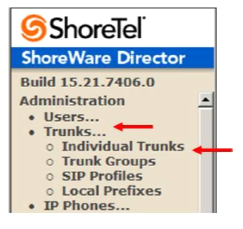 ShoreTel
ShoreWare Director
Build 15.21.7406.0
Administration
• Users...
• Trunks...
o Individual Trunks
o Trunk Groups
o SIP Profiles
o Local Prefixes
• IP Phones...